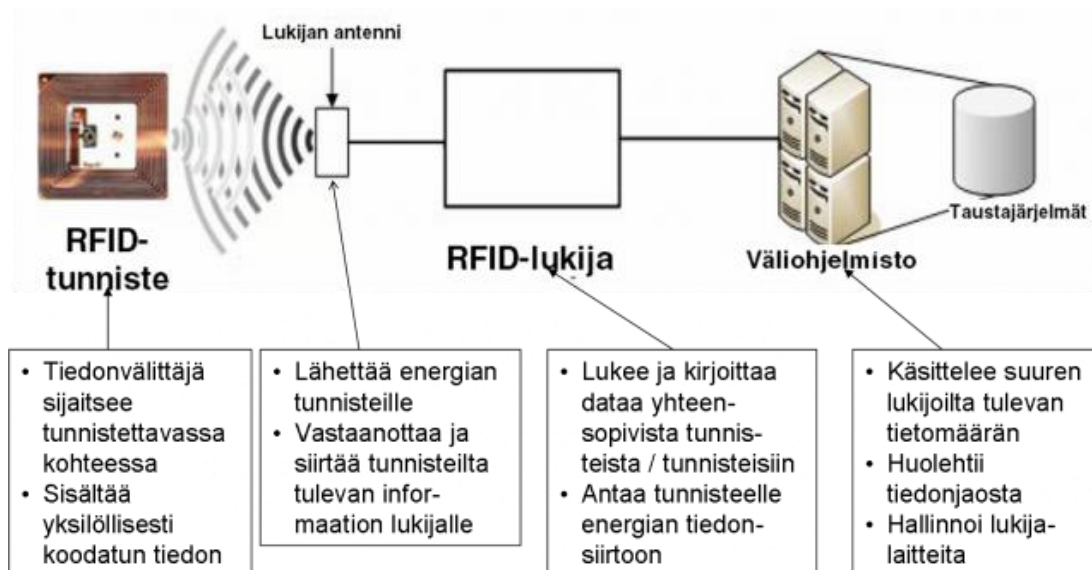 Lukijan antenni
RFID-
tunniste
RFID-lukija
Väliohjelmisto
Taustajärjelmät
• Tiedonvälittäjä
sijaitsee
tunnistettavassa
kohteessa
• Sisältää
yksilöllisesti
koodatun tiedon
• Lähettää energian
tunnisteille
• Vastaanottaa ja
siirtää tunnisteilta
tulevan infor-
maation lukijalle
• Lukee ja kirjoittaa
dataa yhteen-
sopivista tunnis-
teista / tunnisteisiin
• Antaa tunnisteelle
energian tiedon-
siirtoon
• Käsittelee suuren
lukijoilta tulevan
tietomäärän
• Huolehtii
tiedonjaosta
• Hallinnoi lukija-
laitteita